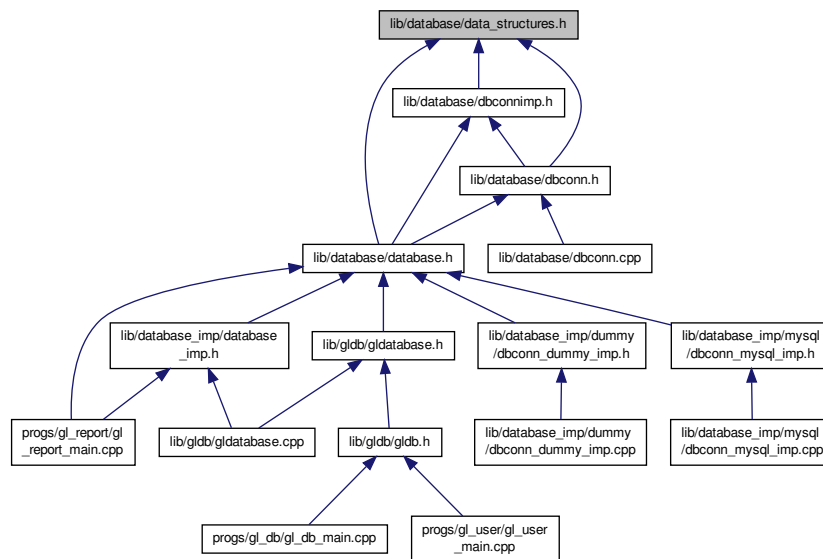 lib/database/data_structures.h
lib/database/dbconnimp.h
lib/database/dbconn.h
lib/database/database.h
lib/database/dbconn.cpp
lib/database_imp/database
_imp.h
lib/gldb/gldatabase.h
lib/database_imp/dummy
/dbconn_dummy_imp.h
lib/database_imp/mysql
/dbconn_mysql_imp.h
progs/gl_report/gl
_report_main.cpp
lib/gldb/gldatabase.cpp
lib/gldb/gldb.h
lib/database_imp/dummy
/dbconn_dummy_imp.cpp
lib/database_imp/mysql
/dbconn_mysql_imp.cpp
progs/gl_db/gl_db_main.cpp
progs/gl_user/gl_user
_main.cpp